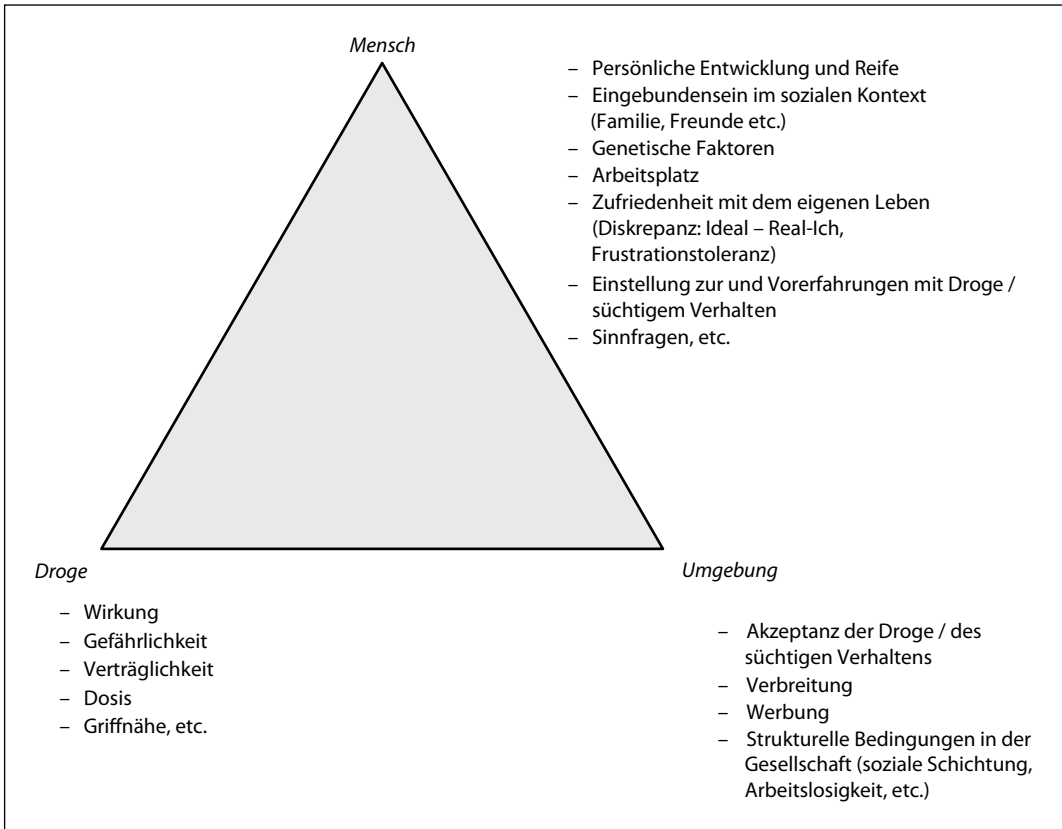 Mensch
– Persönliche Entwicklung und Reife
– Eingebundensein im sozialen Kontext
(Familie, Freunde etc.)
– Genetische Faktoren
– Arbeitsplatz
– Zufriedenheit mit dem eigenen Leben
(Diskrepanz: Ideal – Real-Ich,
Frustrationstoleranz)
– Einstellung zur und Vorerfahrungen mit Droge /
süchtigem Verhalten
– Sinnfragen, etc.
Droge
– Wirkung
– Gefährlichkeit
– Verträglichkeit
– Dosis
– Griffnähe, etc.
Umgebung
– Akzeptanz der Droge / des
süchtigen Verhaltens
– Verbreitung
– Werbung
– Strukturelle Bedingungen in der
Gesellschaft (soziale Schichtung,
Arbeitslosigkeit, etc.)